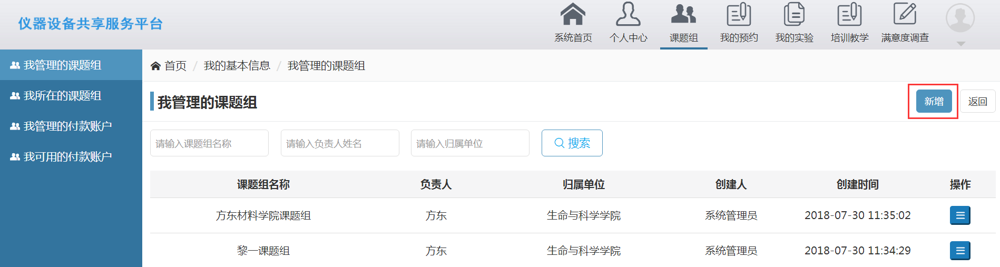 仪器设备共享服务平台
系统首页 个人中心 课题组 我的预约 我的实验 培训教学 满意度调查
我管理的课题组
我所在的课题组
我管理的付款账户
我可用的付款账户
首页 / 我的基本信息 / 我管理的课题组
我管理的课题组 新增 返回
请输入课题组名称 请输入负责人姓名 请输入归属单位 搜索
课题组名称 负责人 归属单位 创建人 创建时间 操作
方东材料学院课题组 方东 生命与科学学院 系统管理员 2018-07-30 11:35:02
黎一课题组 方东 生命与科学学院 系统管理员 2018-07-30 11:34:29